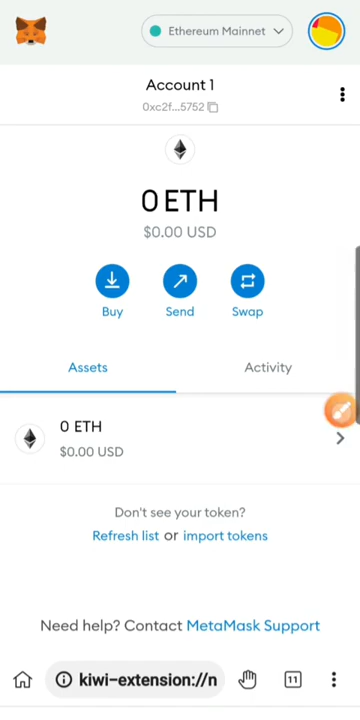 Ethereum Mainnet
Account 1
0xc2f...5752
0 ETH
$0.00 USD
Buy Send Swap
Assets Activity
0 ETH
$0.00 USD
Don't see your token?
Refresh list or import tokens
Need help? Contact MetaMask Support
kiwi-extension://n 11